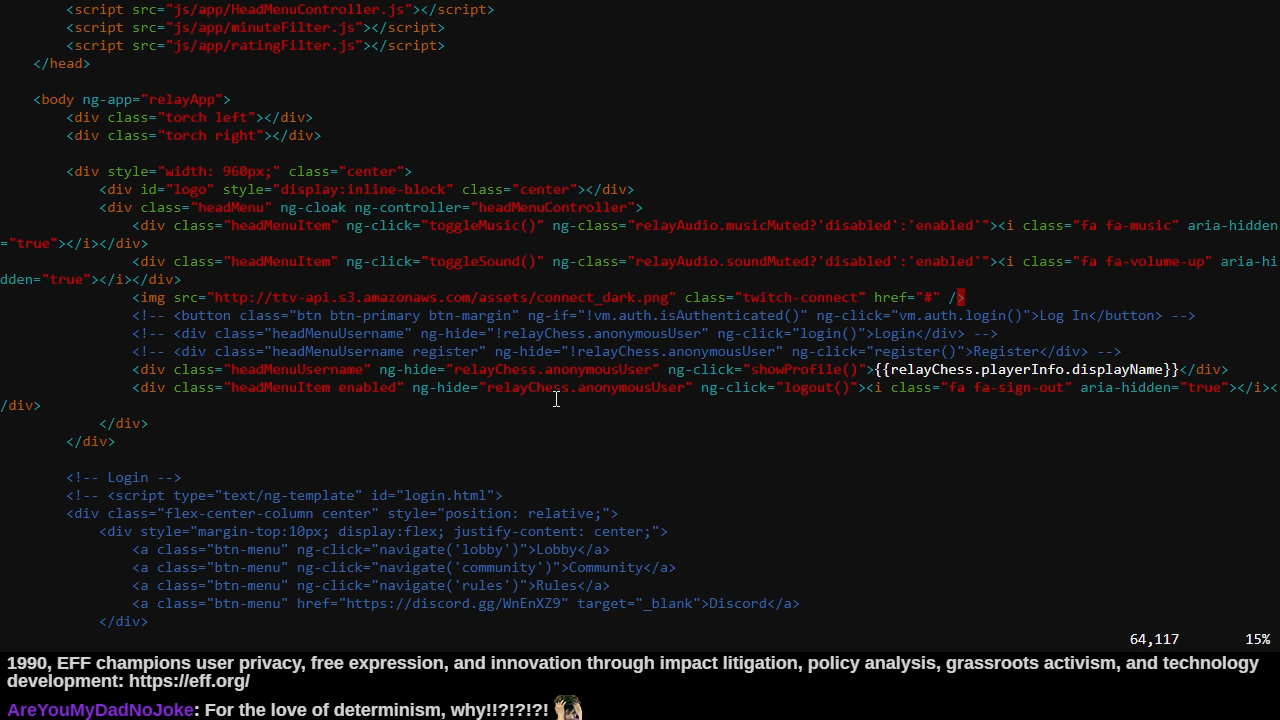 <script src="js/app/HeadMenuController.js"></script>
<script src="js/app/minuteFilter.js"></script>
<script src="js/app/ratingFilter.js"></script>
</head>
<body ng-app="relayApp">
<div class="torch left"></div>
<div class="torch right"></div>
<div style="width: 960px;" class="center">
<div id="logo" style="display:inline-block" class="center"></div>
<div class="headMenu" ng-cloak ng-controller="headMenuController">
<div class="headMenuItem" ng-click="toggleMusic()" ng-class="relayAudio.musicMuted?'disabled':'enabled'"><i class="fa fa-music" aria-hidden
="true"></i></div>
<div class="headMenuItem" ng-click="toggleSound()" ng-class="relayAudio.soundMuted?'disabled':'enabled'"><i class="fa fa-volume-up" aria-hi
dden="true"></i></div>
<img src="http://ttv-api.s3.amazonaws.com/assets/connect_dark.png" class="twitch-connect" href="#" />
<!-- <button class="btn btn-primary btn-margin" ng-if="!vm.auth.isAuthenticated()" ng-click="vm.auth.login()">Log In</button> -->
<!-- <div class="headMenuUsername" ng-hide="!relayChess.anonymousUser" ng-click="login()">Login</div> -->
<!-- <div class="headMenuUsername register" ng-hide="!relayChess.anonymousUser" ng-click="register()">Register</div> -->
<div class="headMenuUsername" ng-hide="relayChess.anonymousUser" ng-click="showProfile()">{{relayChess.playerInfo.displayName}}</div>
<div class="headMenuItem enabled" ng-hide="relayChess.anonymousUser" ng-click="logout()"><i class="fa fa-sign-out" aria-hidden="true"></i><
/div>
</div>
</div>
<!-- Login -->
<!-- <script type="text/ng-template" id="login.html">
<div class="flex-center-column center" style="position: relative;">
<div style="margin-top:10px; display:flex; justify-content: center;">
<a class="btn-menu" ng-click="navigate('lobby')">Lobby</a>
<a class="btn-menu" ng-click="navigate('community')">Community</a>
<a class="btn-menu" ng-click="navigate('rules')">Rules</a>
<a class="btn-menu" href="https://discord.gg/WnEnXZ9" target="_blank">Discord</a>
</div>
64,117 15%
1990, EFF champions user privacy, free expression, and innovation through impact litigation, policy analysis, grassroots activism, and technology
development: https://eff.org/
AreYouMyDadNoJoke: For the love of determinism, why!!?!?!?!